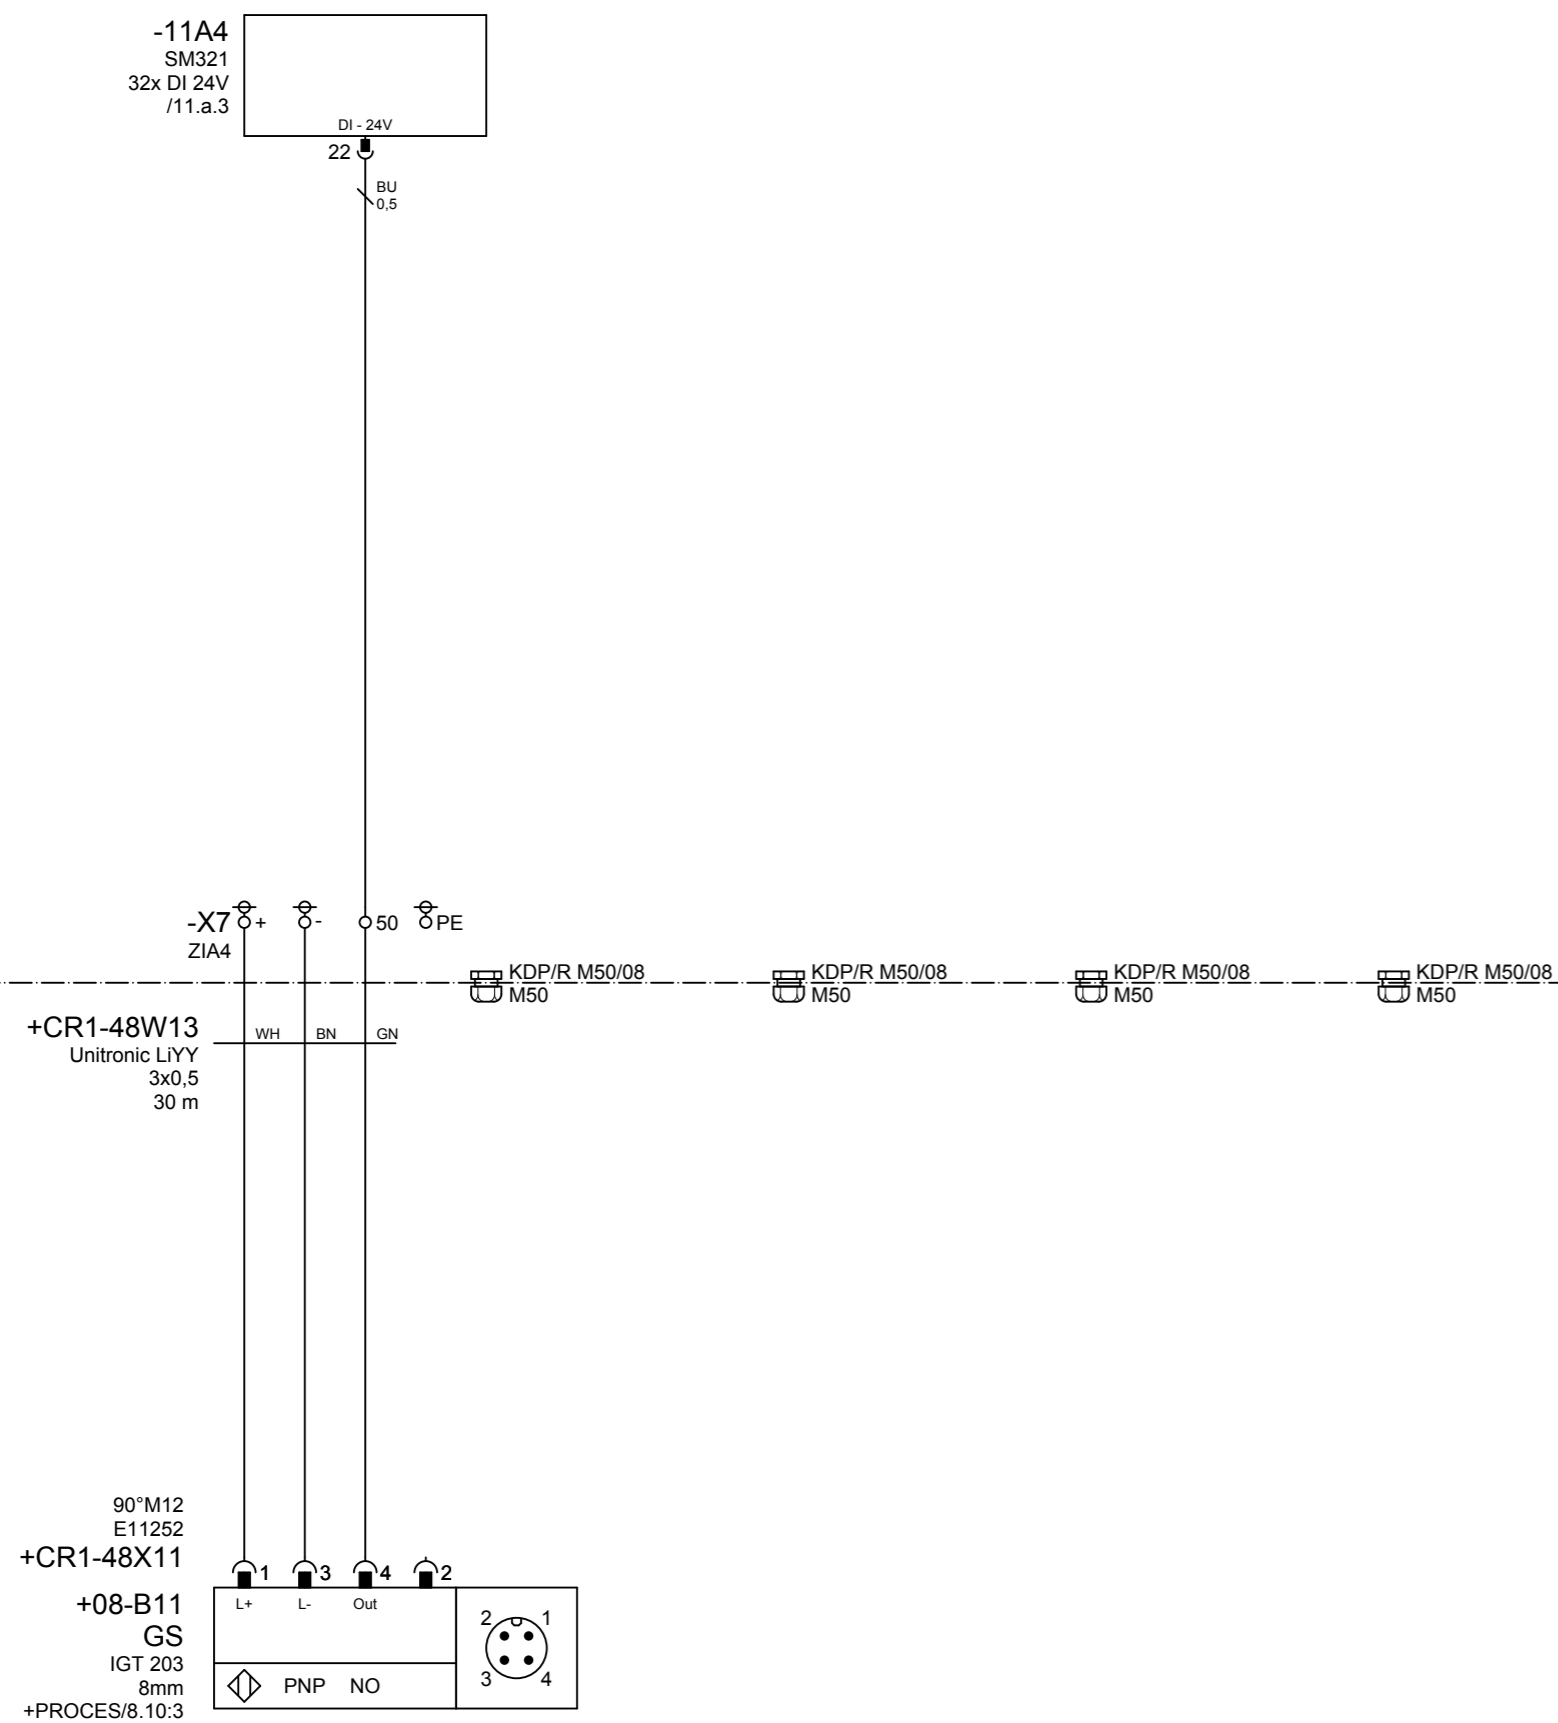 -11A4
SM321
32x DI 24V
/11.a.3
DI - 24V
22
BU
0,5
-X7 + - 50 PE
ZIA4
KDP/R M50/08 KDP/R M50/08 KDP/R M50/08 KDP/R M50/08
M50 M50 M50 M50
+CR1-48W13 WH BN GN
Unitronic LiYY
3x0,5
30 m
90°M12
E11252
+CR1-48X11 1 3 4 2
+08-B11 L+ L- Out
GS
IGT 203
8mm
+PROCES/8.10:3
PNP NO
2 1
3 4